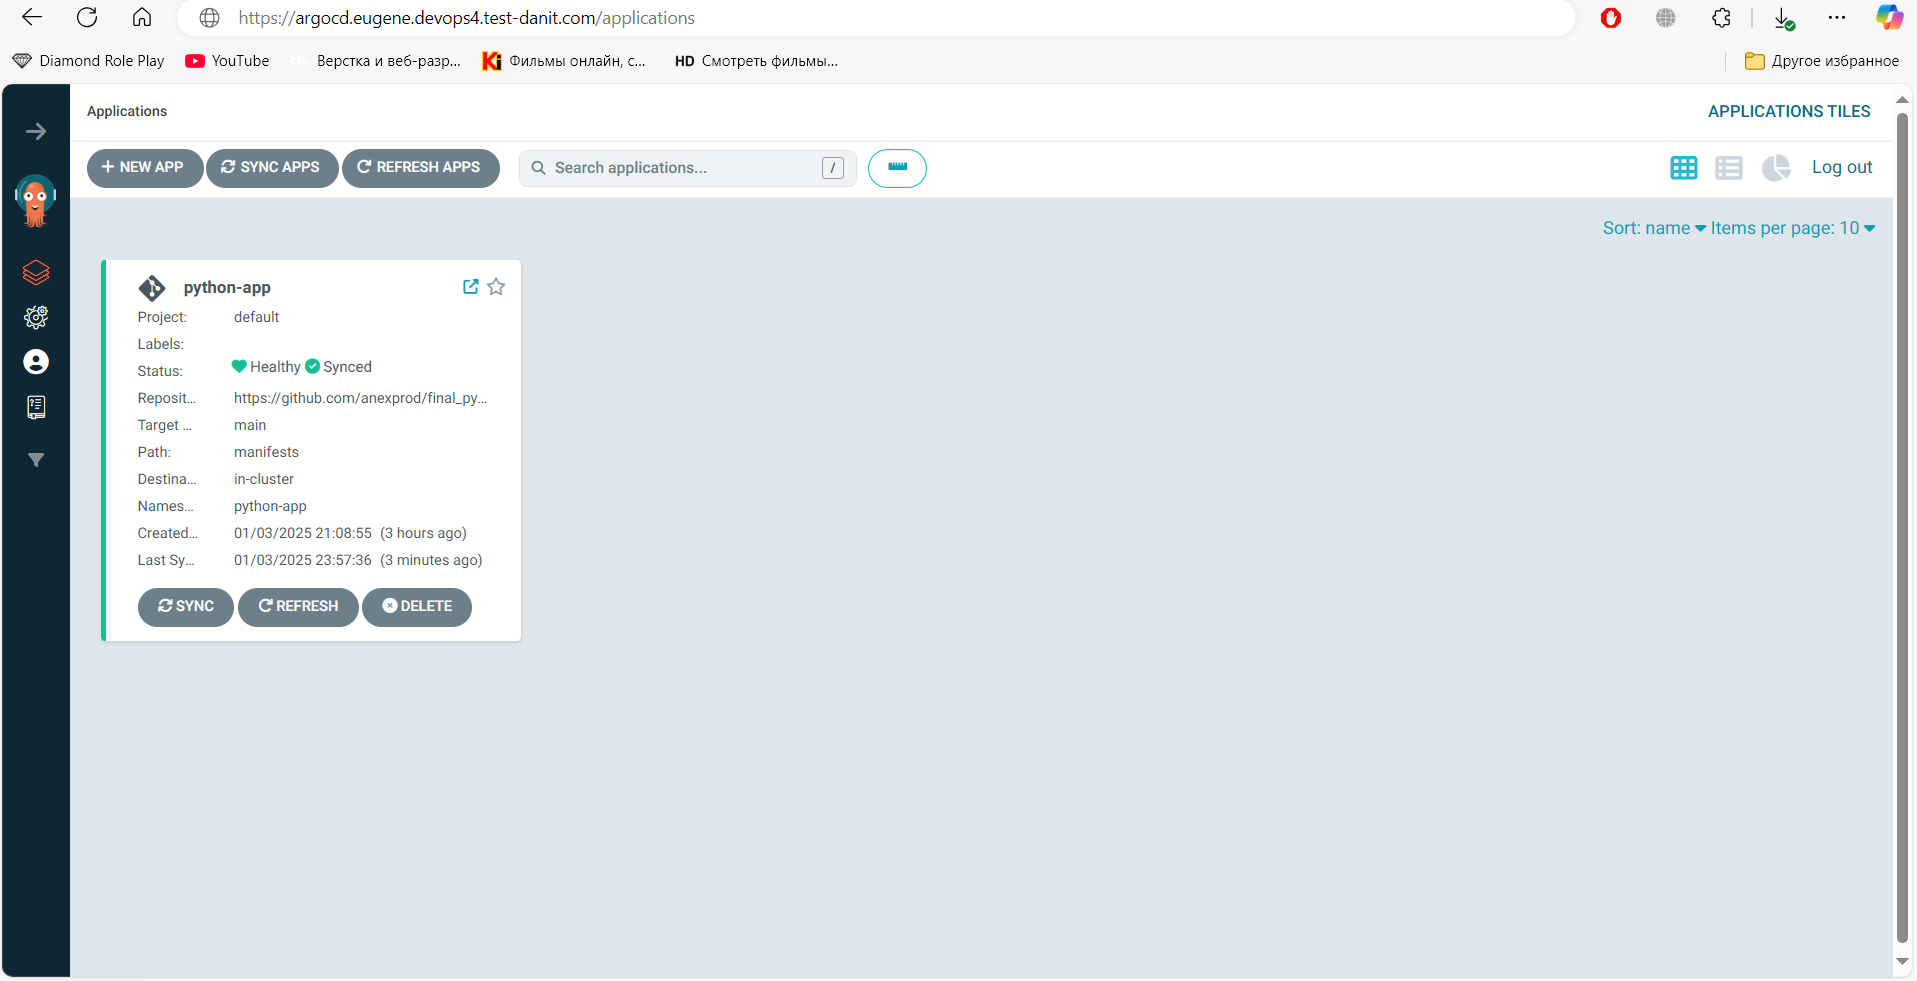 https://argocd.eugene.devops4.test-danit.com/applications
Diamond Role Play YouTube Верстка и веб-разр... Фильмы онлайн, с... HD Смотреть фильмы... Другое избранное
Applications APPLICATIONS TILES
NEW APP SYNC APPS REFRESH APPS Search applications... / Log out
Sort: name Items per page: 10
python-app
Project: default
Labels:
Status: Healthy Synced
Reposit... https://github.com/anexprod/final_py...
Target ... main
Path: manifests
Destina... in-cluster
Names... python-app
Created... 01/03/2025 21:08:55 (3 hours ago)
Last Sy... 01/03/2025 23:57:36 (3 minutes ago)
SYNC REFRESH DELETE